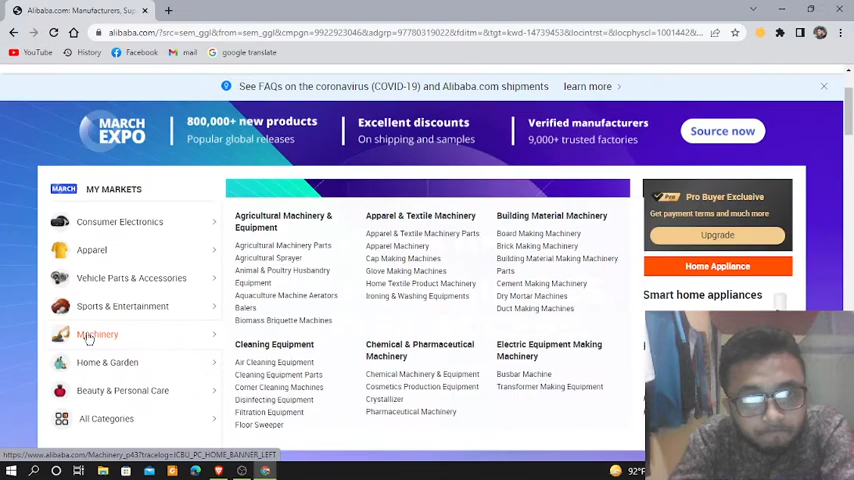 Alibaba.com: Manufacturers, Sup
alibaba.com/?src=sem_ggl&from=sem_ggl&cmpgn=9922923046&adgrp=97780319022&fditm=&tgt=kwd-14739453&locintrst=&locphyscl=1001442&
YouTube
History
Facebook
mail
google translate
See FAQs on the coronavirus (COVID-19) and Alibaba.com shipments
learn more
MARCH
EXPO
800,000+ new products
Popular global releases
Excellent discounts
On shipping and samples
Verified manufacturers
9,000+ trusted factories
Source now
MARCH
MY MARKETS
Consumer Electronics
Apparel
Vehicle Parts & Accessories
Sports & Entertainment
Machinery
Home & Garden
Beauty & Personal Care
All Categories
Agricultural Machinery &
Equipment
Agricultural Machinery Parts
Agricultural Sprayer
Animal & Poultry Husbandry
Equipment
Aquaculture Machine Aerators
Balers
Biomass Briquette Machines
Cleaning Equipment
Air Cleaning Equipment
Cleaning Equipment Parts
Corner Cleaning Machines
Disinfecting Equipment
Filtration Equipment
Floor Sweeper
Apparel & Textile Machinery
Apparel & Textile Machinery Parts
Apparel Machinery
Cap Making Machines
Glove Making Machines
Home Textile Product Machinery
Ironing & Washing Equipments
Chemical & Pharmaceutical
Machinery
Chemical Machinery & Equipment
Cosmetics Production Equipment
Crystallizer
Pharmaceutical Machinery
Building Material Machinery
Board Making Machinery
Brick Making Machinery
Building Material Making Machinery
Parts
Cement Making Machinery
Dry Mortar Machines
Duct Making Machines
Electric Equipment Making
Machinery
Busbar Machine
Transformer Making Equipment
Pro
Pro Buyer Exclusive
Get payment terms and much more
Upgrade
Home Appliance
Smart home appliances
https://www.alibaba.com/Machinery_p43?tracelog=ICBU_PC_HOME_BANNER_LEFT
92°F